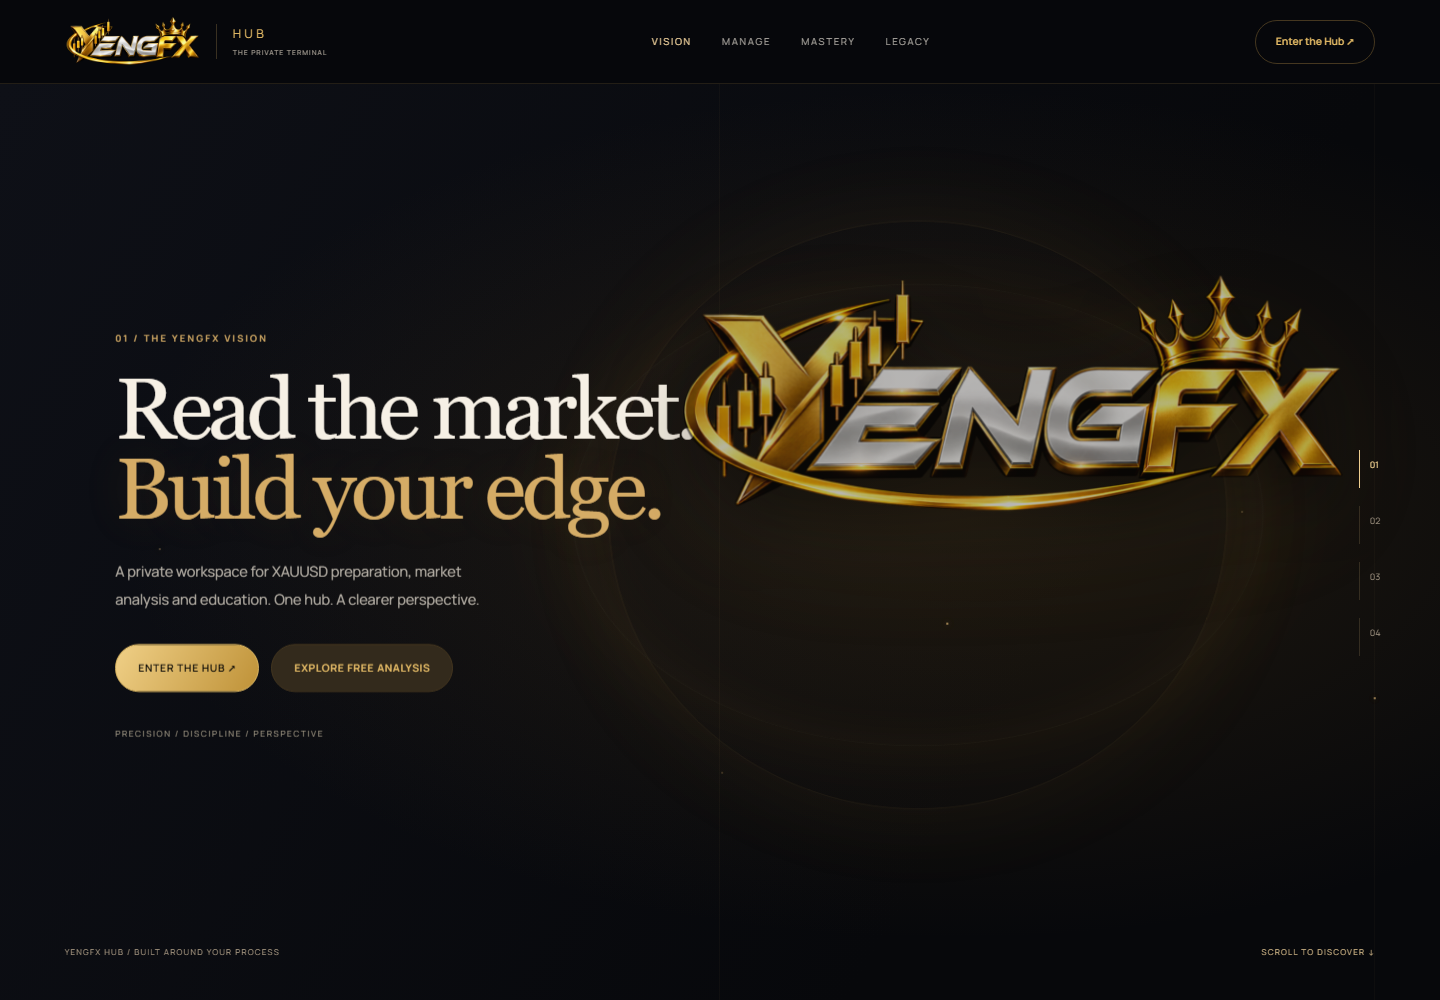 YENGFX
HUB
THE PRIVATE TERMINAL
VISION
MANAGE
MASTERY
LEGACY
Enter the Hub ↗
01 / THE YENGFX VISION
Read the market.
Build your edge.
A private workspace for XAUUSD preparation, market
analysis and education. One hub. A clearer perspective.
ENTER THE HUB ↗
EXPLORE FREE ANALYSIS
PRECISION / DISCIPLINE / PERSPECTIVE
YENGFX
01
02
03
04
YENGFX HUB / BUILT AROUND YOUR PROCESS
SCROLL TO DISCOVER ↓